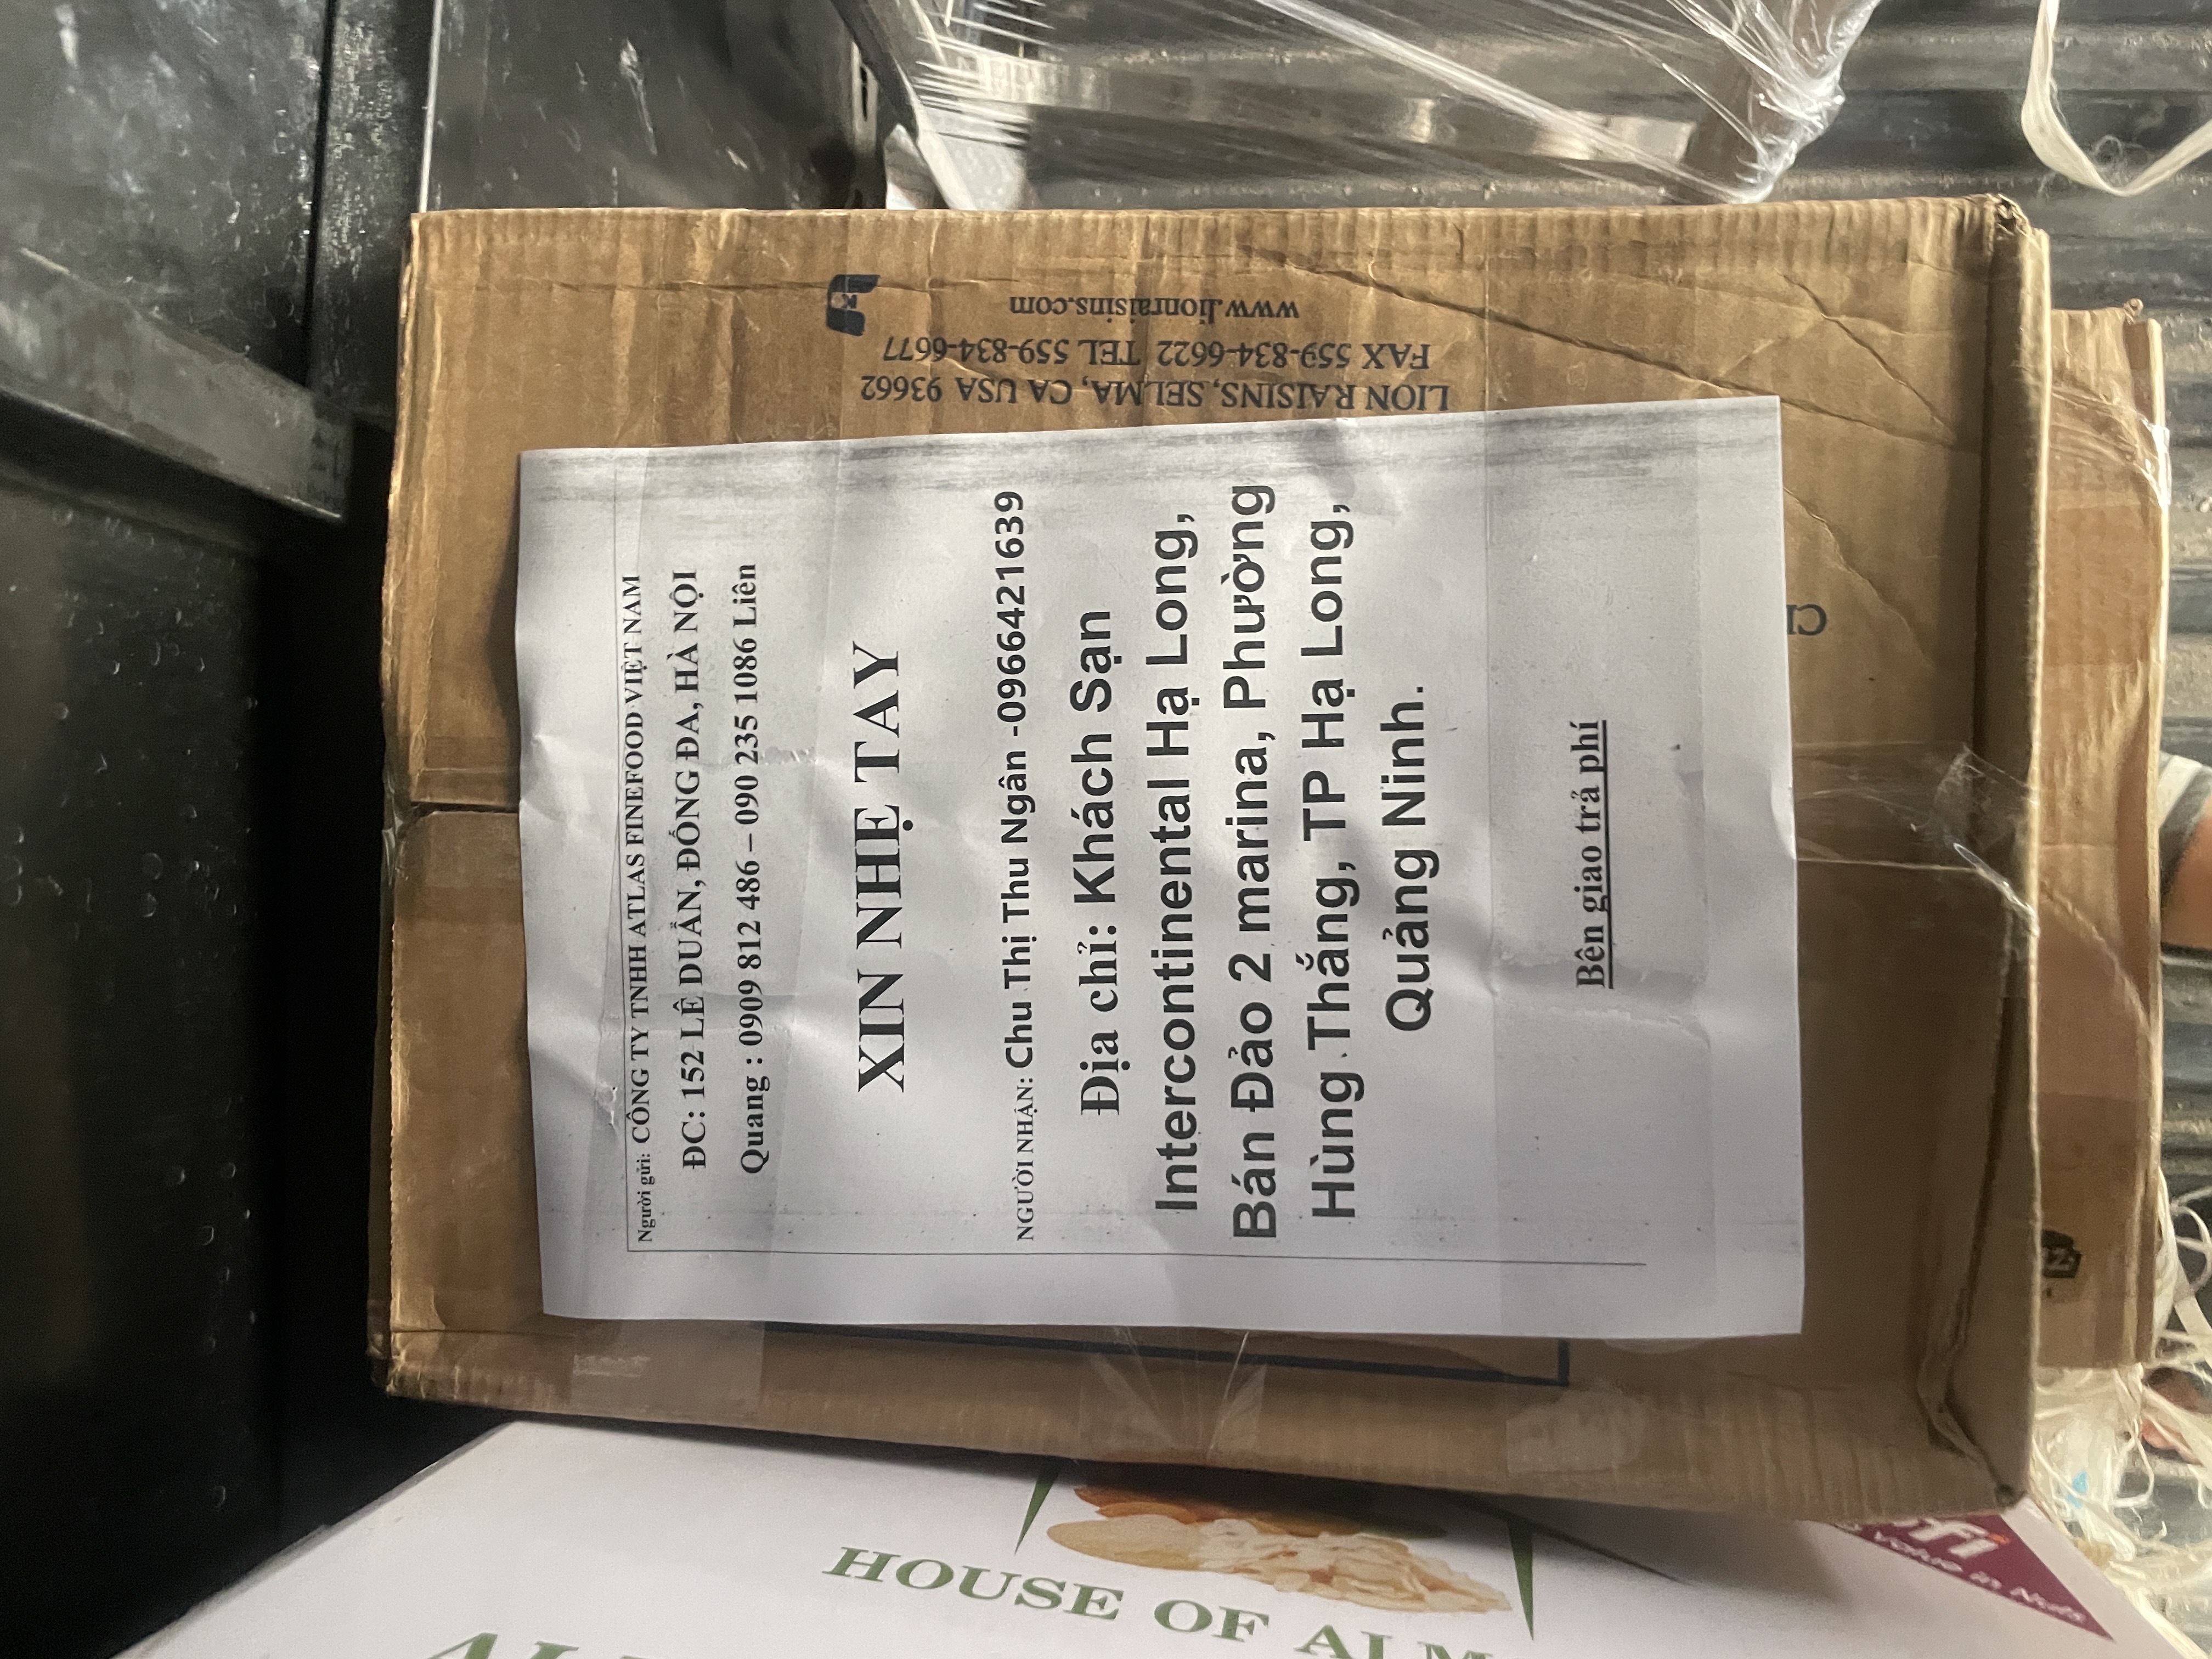 Người gửi: CÔNG TY TNHH ATLAS FINEFOOD VIỆT NAM
ĐC: 152 LÊ DUẨN, ĐỐNG ĐA, HÀ NỘI
Quang : 0909 812 486 – 090 235 1086 Liên
XIN NHẸ TAY
NGƯỜI NHẬN: Chu Thị Thu Ngân -0966421639
Địa chỉ: Khách Sạn
Intercontinental Hạ Long,
Bán Đảo 2 marina, Phường
Hùng Thắng, TP Hạ Long,
Quảng Ninh.
Bên giao trả phí
LION RAISINS, SELMA, CA USA 93662
FAX 559-834-6622 TEL 559-834-6677
www.lionraisins.com
HOUSE OF ALM
Value in Nuts